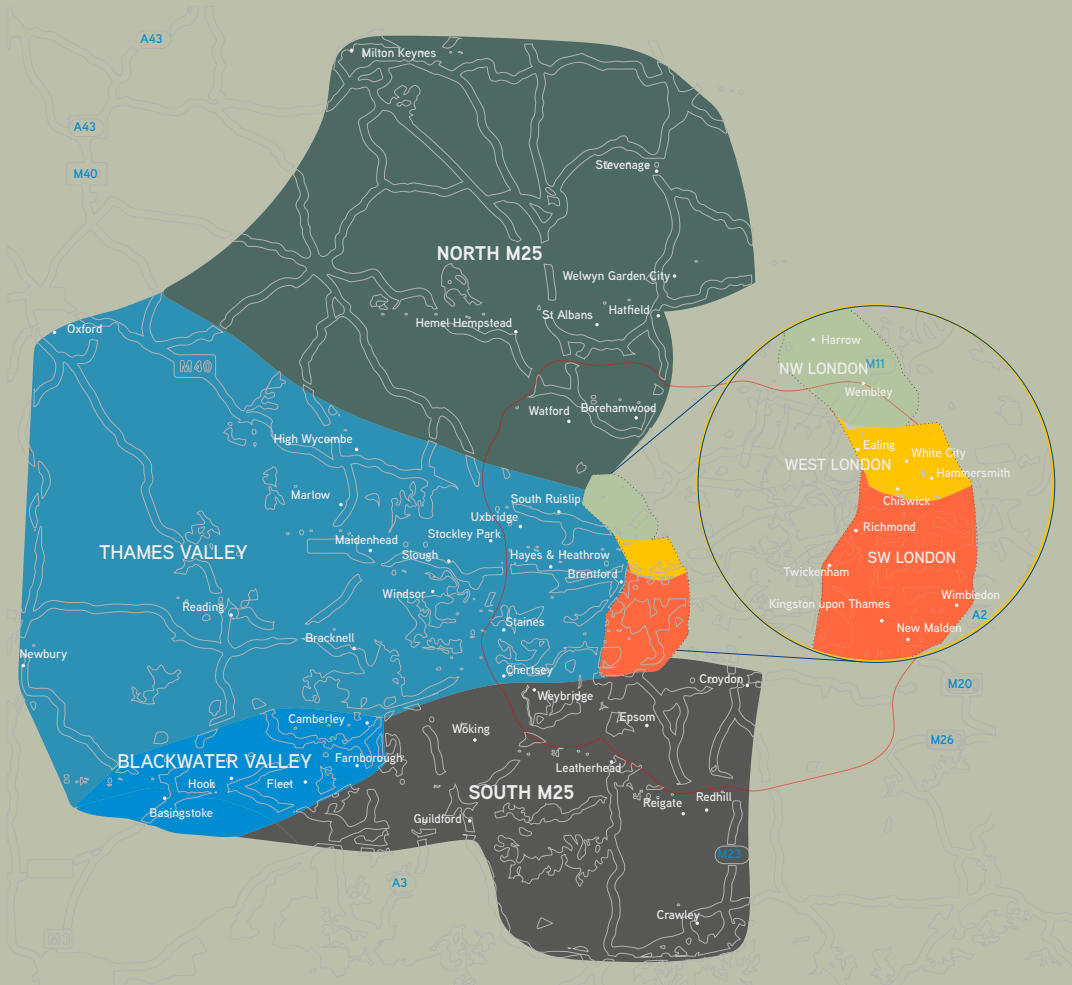 A43
Milton Keynes
A43
M40
Stevenage
NORTH M25
Welwyn Garden City
Hatfield
St Albans
Hemel Hempstead
Oxford
M40
Harrow
NW LONDON
M11
Wembley
Watford
Borehamwood
High Wycombe
Ealing
White City
WEST LONDON
Hammersmith
Chiswick
Marlow
South Ruislip
Uxbridge
Stockley Park
Richmond
Maidenhead
THAMES VALLEY
Slough
Hayes & Heathrow
SW LONDON
Brentford
Twickenham
Windsor
Wimbledon
Kingston upon Thames
Reading
A2
Staines
New Malden
Bracknell
Newbury
Chertsey
Croydon
M20
Weybridge
Camberley
Epsom
Woking
M26
BLACKWATER VALLEY
Farnborough
Leatherhead
Hook
Fleet
SOUTH M25
Reigate
Redhill
Basingstoke
Guildford
M23
A3
Crawley
M3